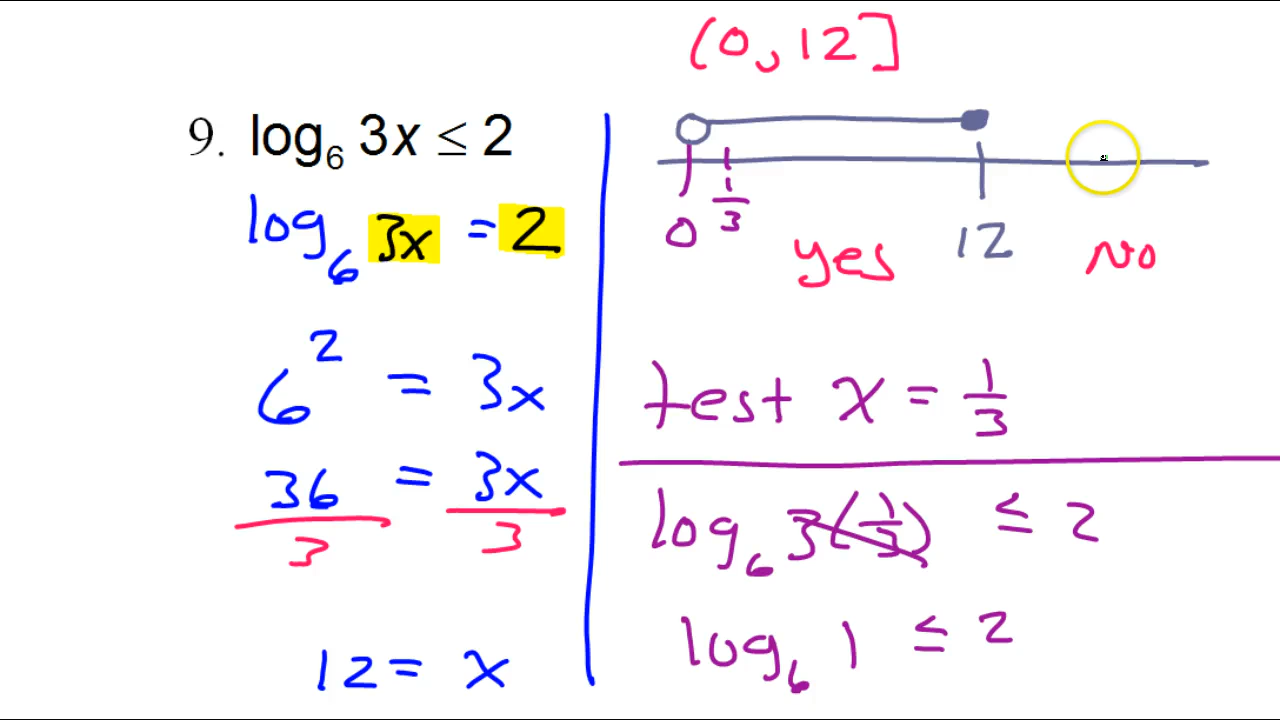 9. log₆ 3x ≤ 2
log₆ 3x = 2
6² = 3x
36 = 3x
3 3
12 = x
(0, 12]
0 1/3 12
yes No
test x = 1/3
log₆ 3(1/3) ≤ 2
log₆ 1 ≤ 2